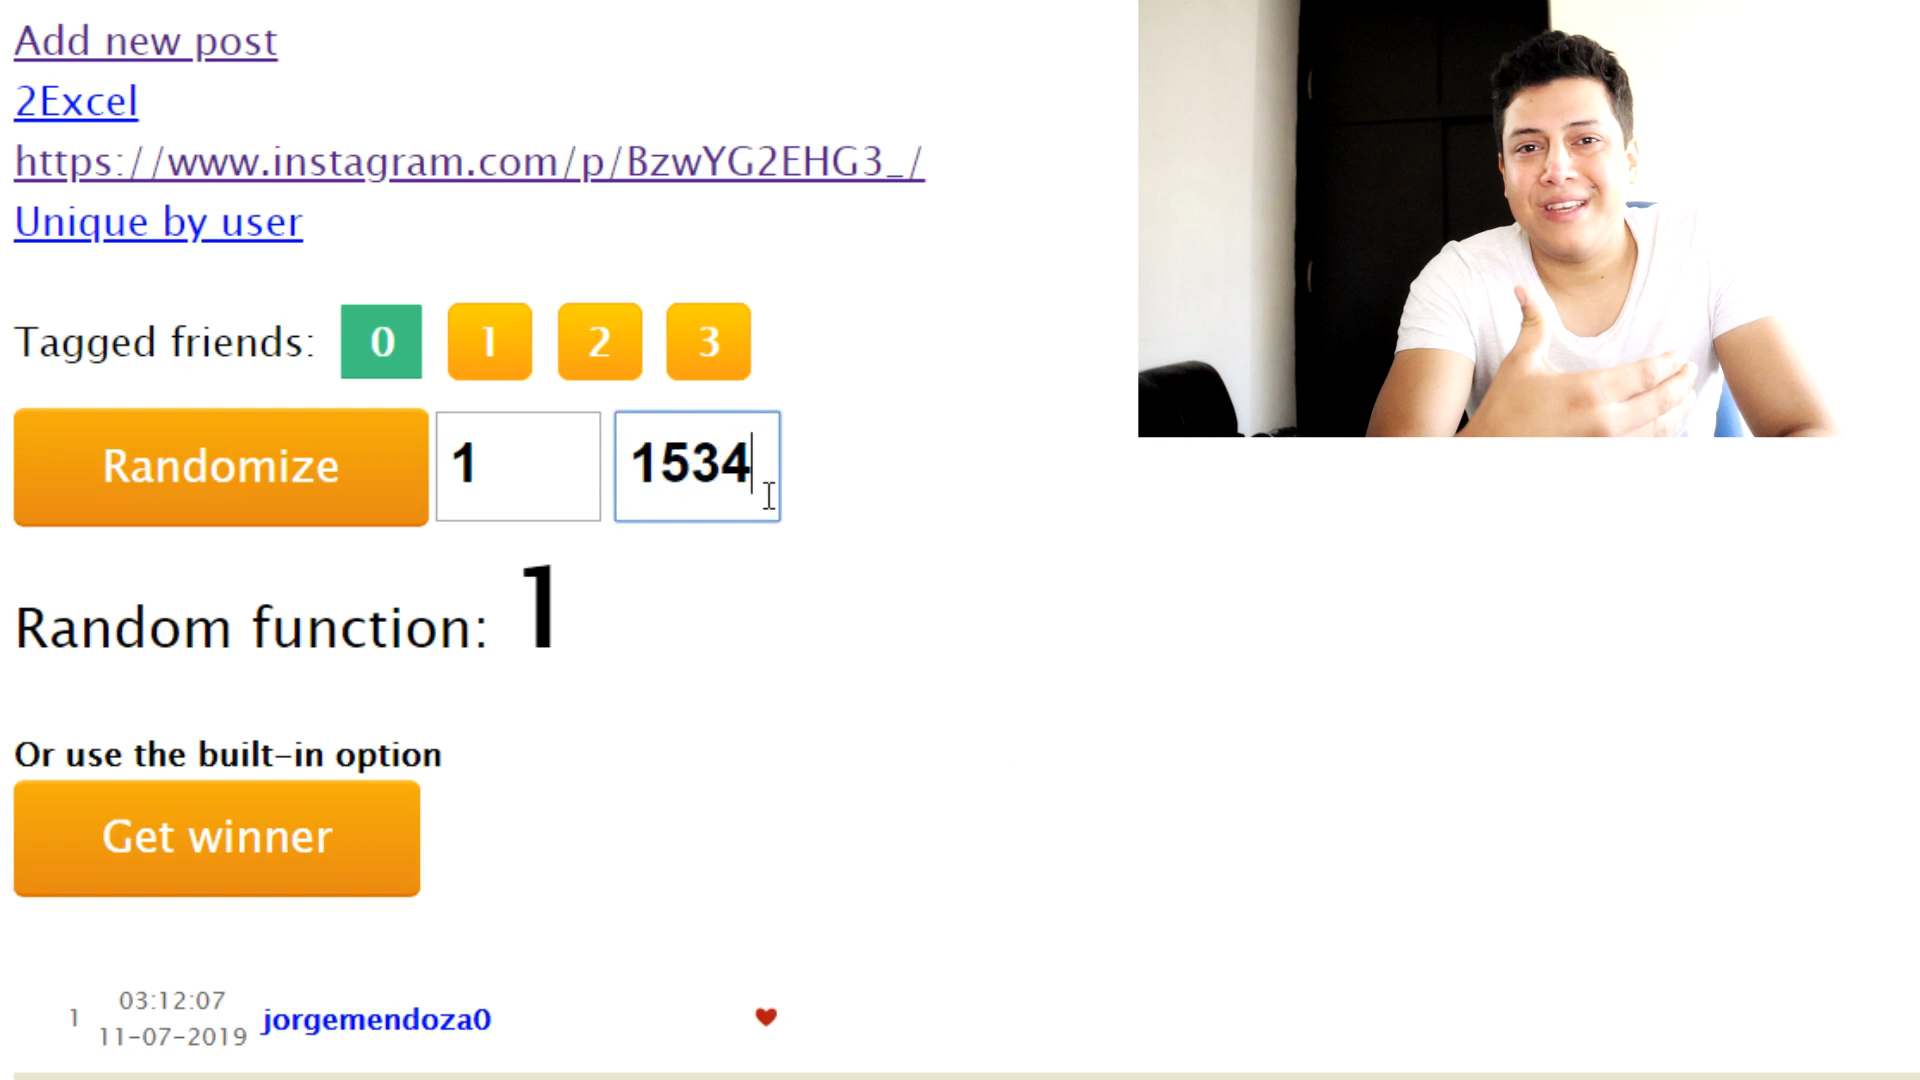 Add new post
2Excel
https://www.instagram.com/p/BzwYG2EHG3_/
Unique by user
Tagged friends: 0 1 2 3
Randomize 1 1534
Random function: 1
Or use the built-in option
Get winner
03:12:07
1 jorgemendoza0
11-07-2019